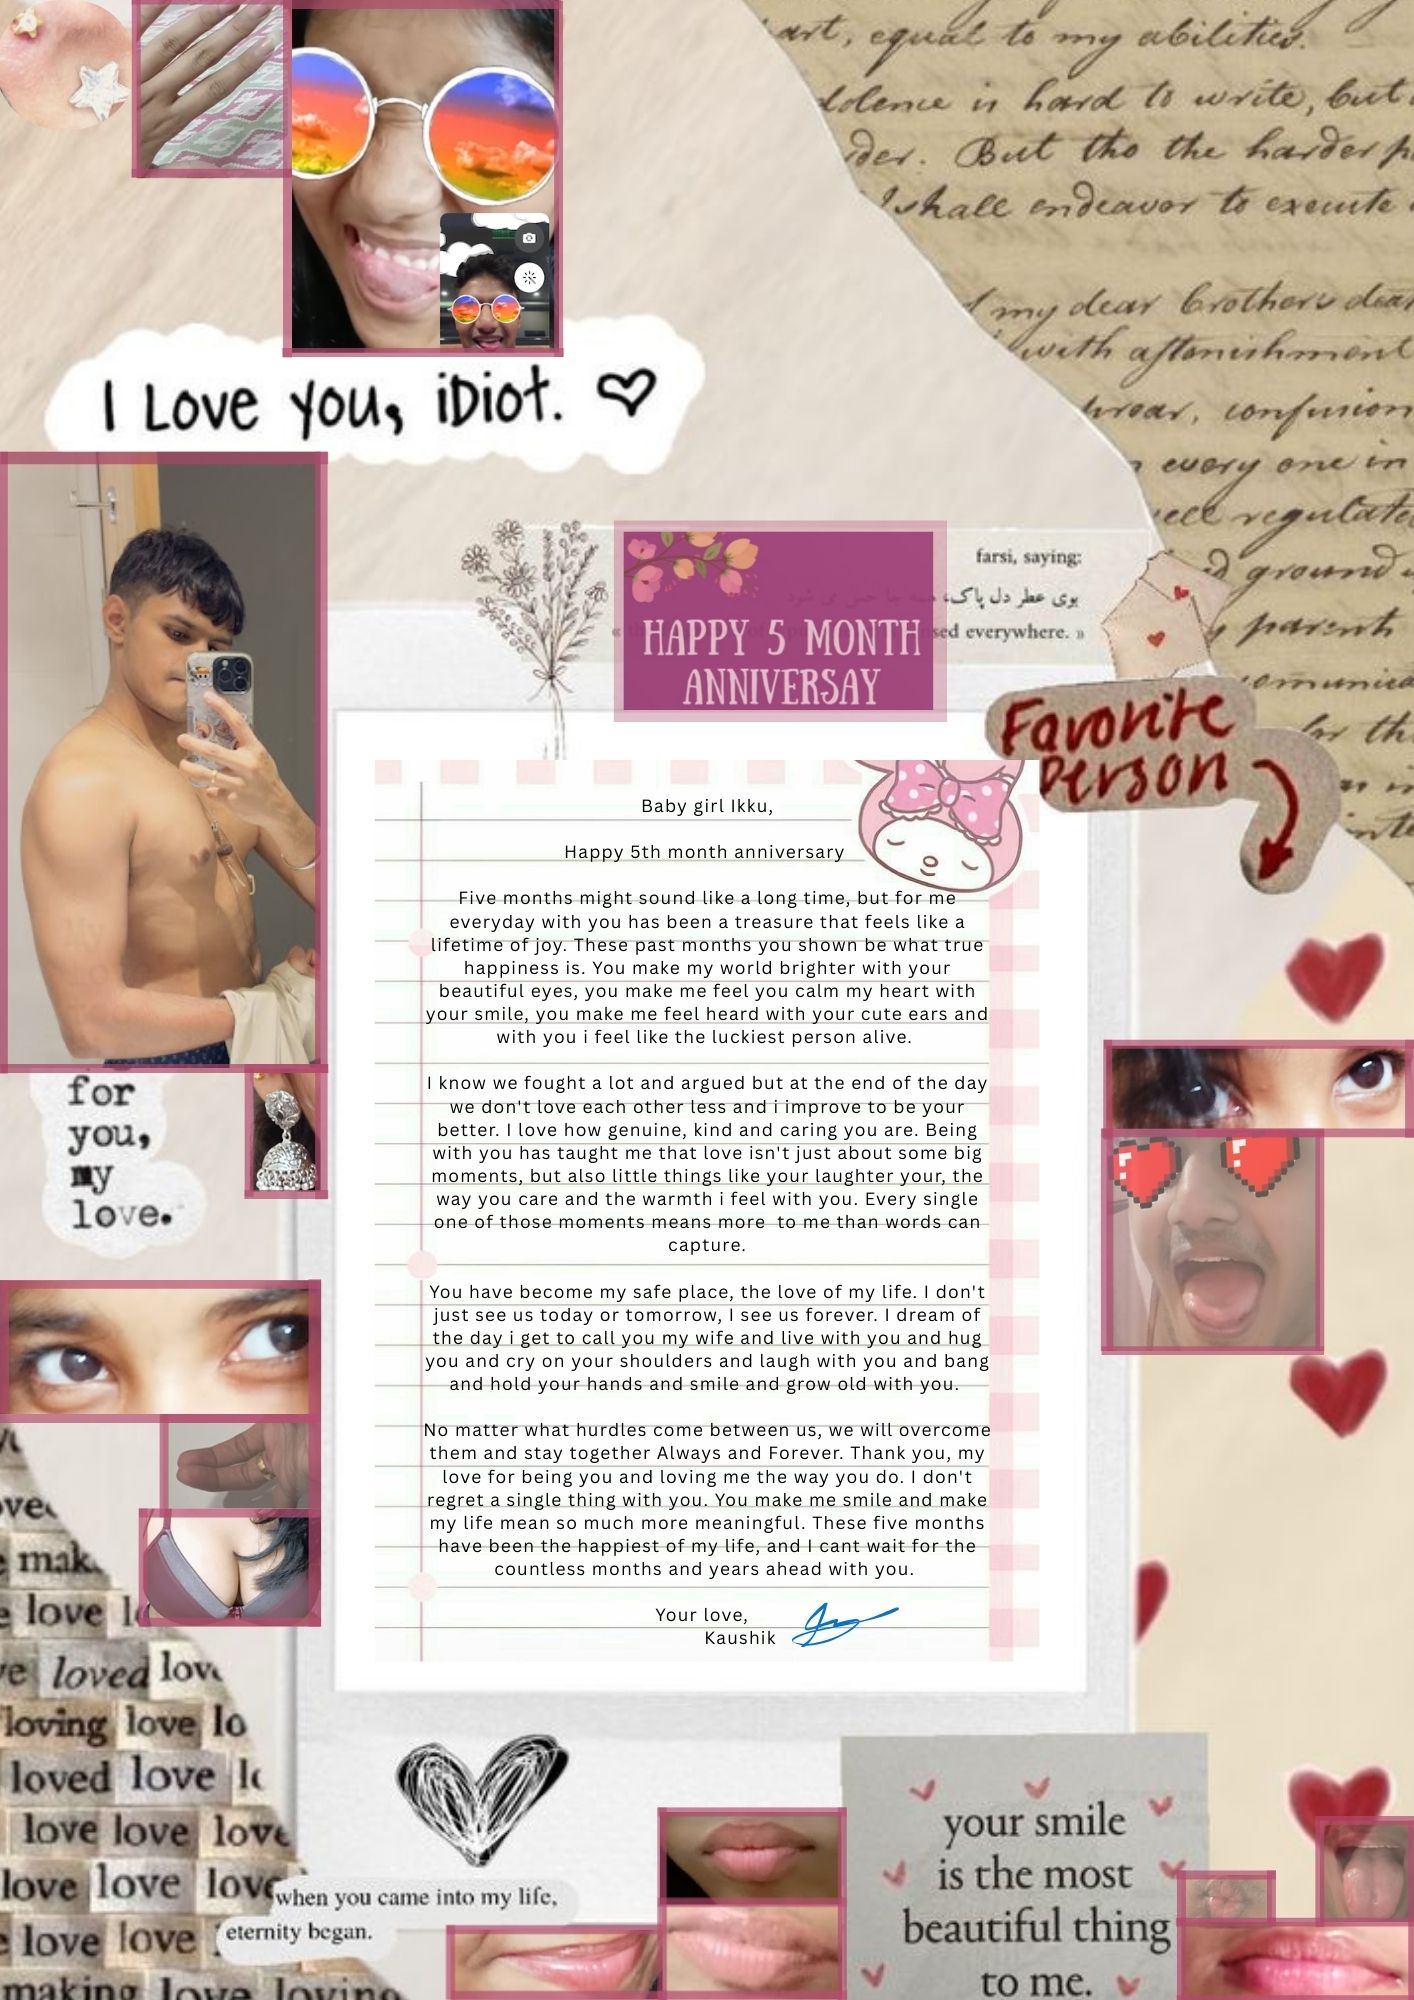 art, equal to my abilities.
dolence is hard to write, but
der. But tho the harder
I shall endeavor to execute
my dear brothers
with astonishment
confusion
I Love you, iDiot.
every one in
regulate
farsi, saying:
بوی عطر دل پاک، همه جا حس می شود
sed everywhere. »
ground
HAPPY 5 MONTH
ANNIVERSAY
parents
Favorite
Person
for th
Baby girl Ikku,
Happy 5th month anniversary
Five months might sound like a long time, but for me
everyday with you has been a treasure that feels like a
lifetime of joy. These past months you shown be what true
happiness is. You make my world brighter with your
beautiful eyes, you make me feel you calm my heart with
your smile, you make me feel heard with your cute ears and
with you i feel like the luckiest person alive.
I know we fought a lot and argued but at the end of the day
we don't love each other less and i improve to be your
better. I love how genuine, kind and caring you are. Being
with you has taught me that love isn't just about some big
moments, but also little things like your laughter your, the
way you care and the warmth i feel with you. Every single
one of those moments means more  to me than words can
capture.
You have become my safe place, the love of my life. I don't
just see us today or tomorrow, I see us forever. I dream of
the day i get to call you my wife and live with you and hug
you and cry on your shoulders and laugh with you and bang
and hold your hands and smile and grow old with you.
No matter what hurdles come between us, we will overcome
them and stay together Always and Forever. Thank you, my
love for being you and loving me the way you do. I don't
regret a single thing with you. You make me smile and make
my life mean so much more meaningful. These five months
have been the happiest of my life, and I cant wait for the
countless months and years ahead with you.
Your love,
Kaushik
for
you,
my
love.
love
loved
loving love lo
loved love
love love love
love love love
love love
making love loving
when you came into my life,
eternity began.
your smile
is the most
beautiful thing
to me.